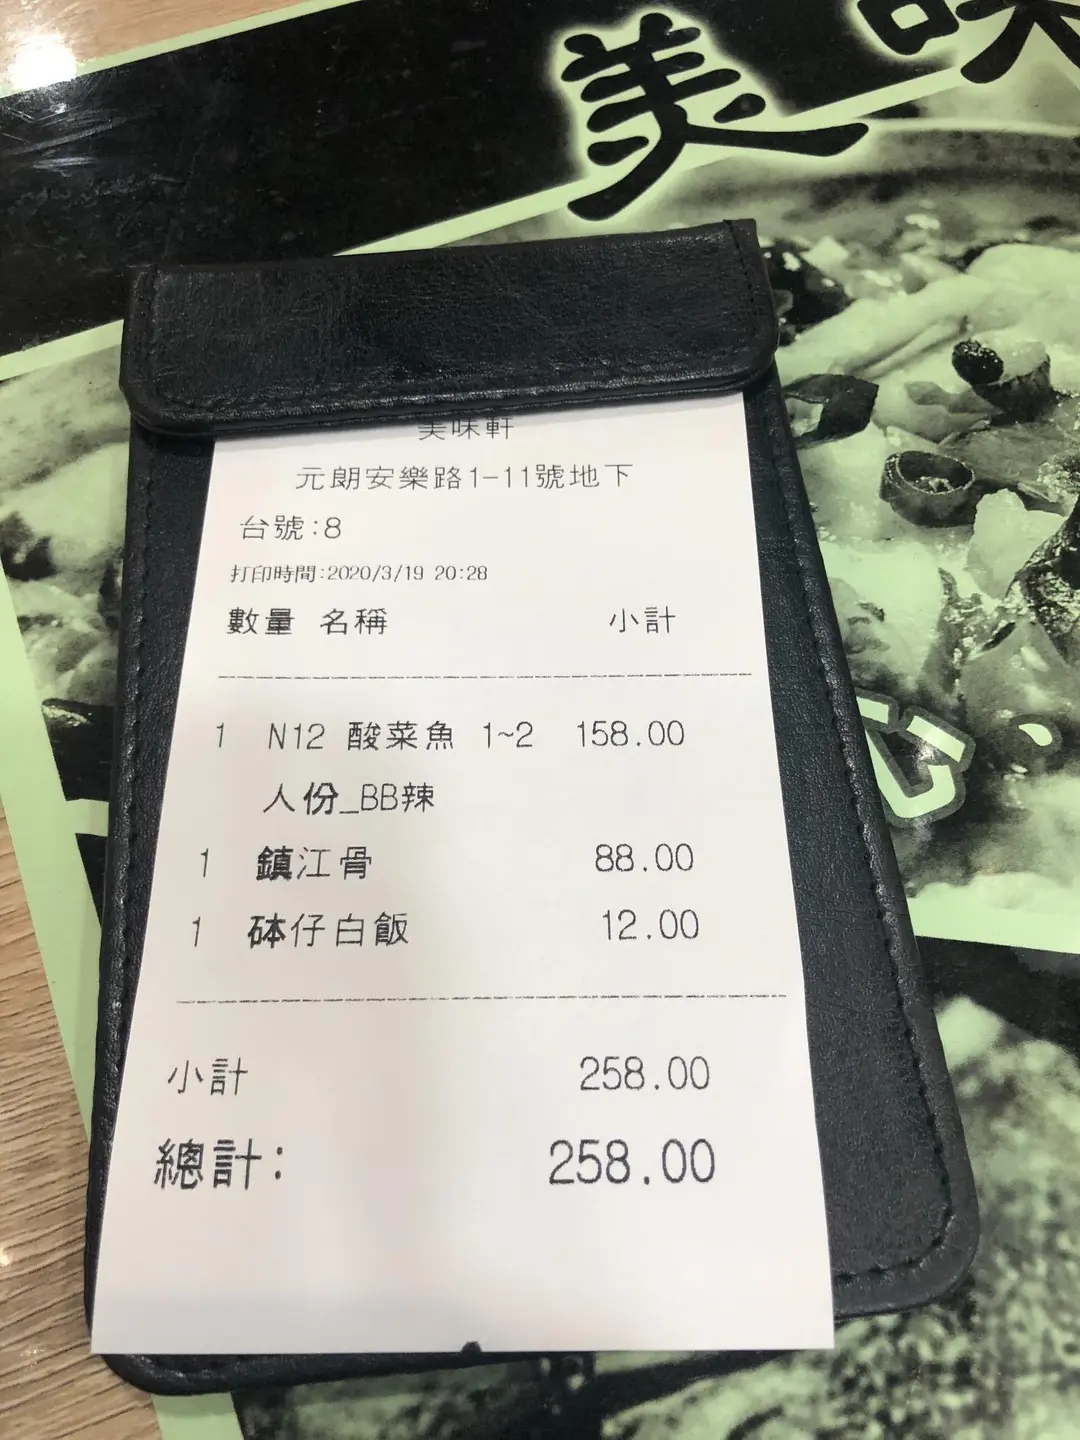 美味
美味軒
元朗安樂路1-11號地下
台號:8
打印時間:2020/3/19 20:28
數量 名稱 小計
1 N12 酸菜魚 1~2 158.00
人份_BB辣
1 鎮江骨 88.00
1 砵仔白飯 12.00
小計 258.00
總計: 258.00
心